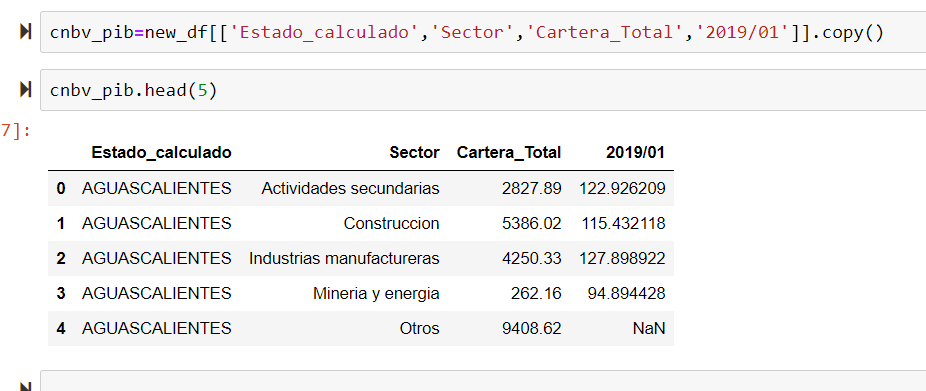 cnbv_pib=new_df[['Estado_calculado','Sector','Cartera_Total','2019/01']].copy()
cnbv_pib.head(5)
7]:
Estado_calculado Sector Cartera_Total 2019/01
0 AGUASCALIENTES Actividades secundarias 2827.89 122.926209
1 AGUASCALIENTES Construccion 5386.02 115.432118
2 AGUASCALIENTES Industrias manufactureras 4250.33 127.898922
3 AGUASCALIENTES Mineria y energia 262.16 94.894428
4 AGUASCALIENTES Otros 9408.62 NaN